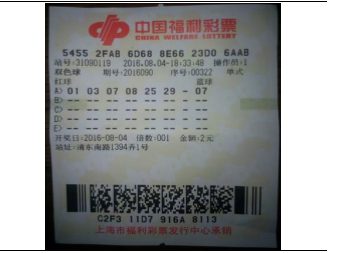 中国福利彩票
CHINA WELFARE LOTTERY
5455 2FAB 6D68 8E66 23D0 6AAB
站号:31090119 2016.08.04-18:33:48 操作员:1
双色球 期号:2016090 序号:00322 单式
红球 蓝球
A> 01 03 07 08 25 29 - 07
B> -- -- -- -- -- -- - --
C> -- -- -- -- -- -- - --
D> -- -- -- -- -- -- - --
E> -- -- -- -- -- -- - --
开奖日:2016-08-04 倍数:001 金额:2元
站址:浦东南路1394弄1号
C2F3 11D7 916A 8113
上海市福利彩票发行中心承销